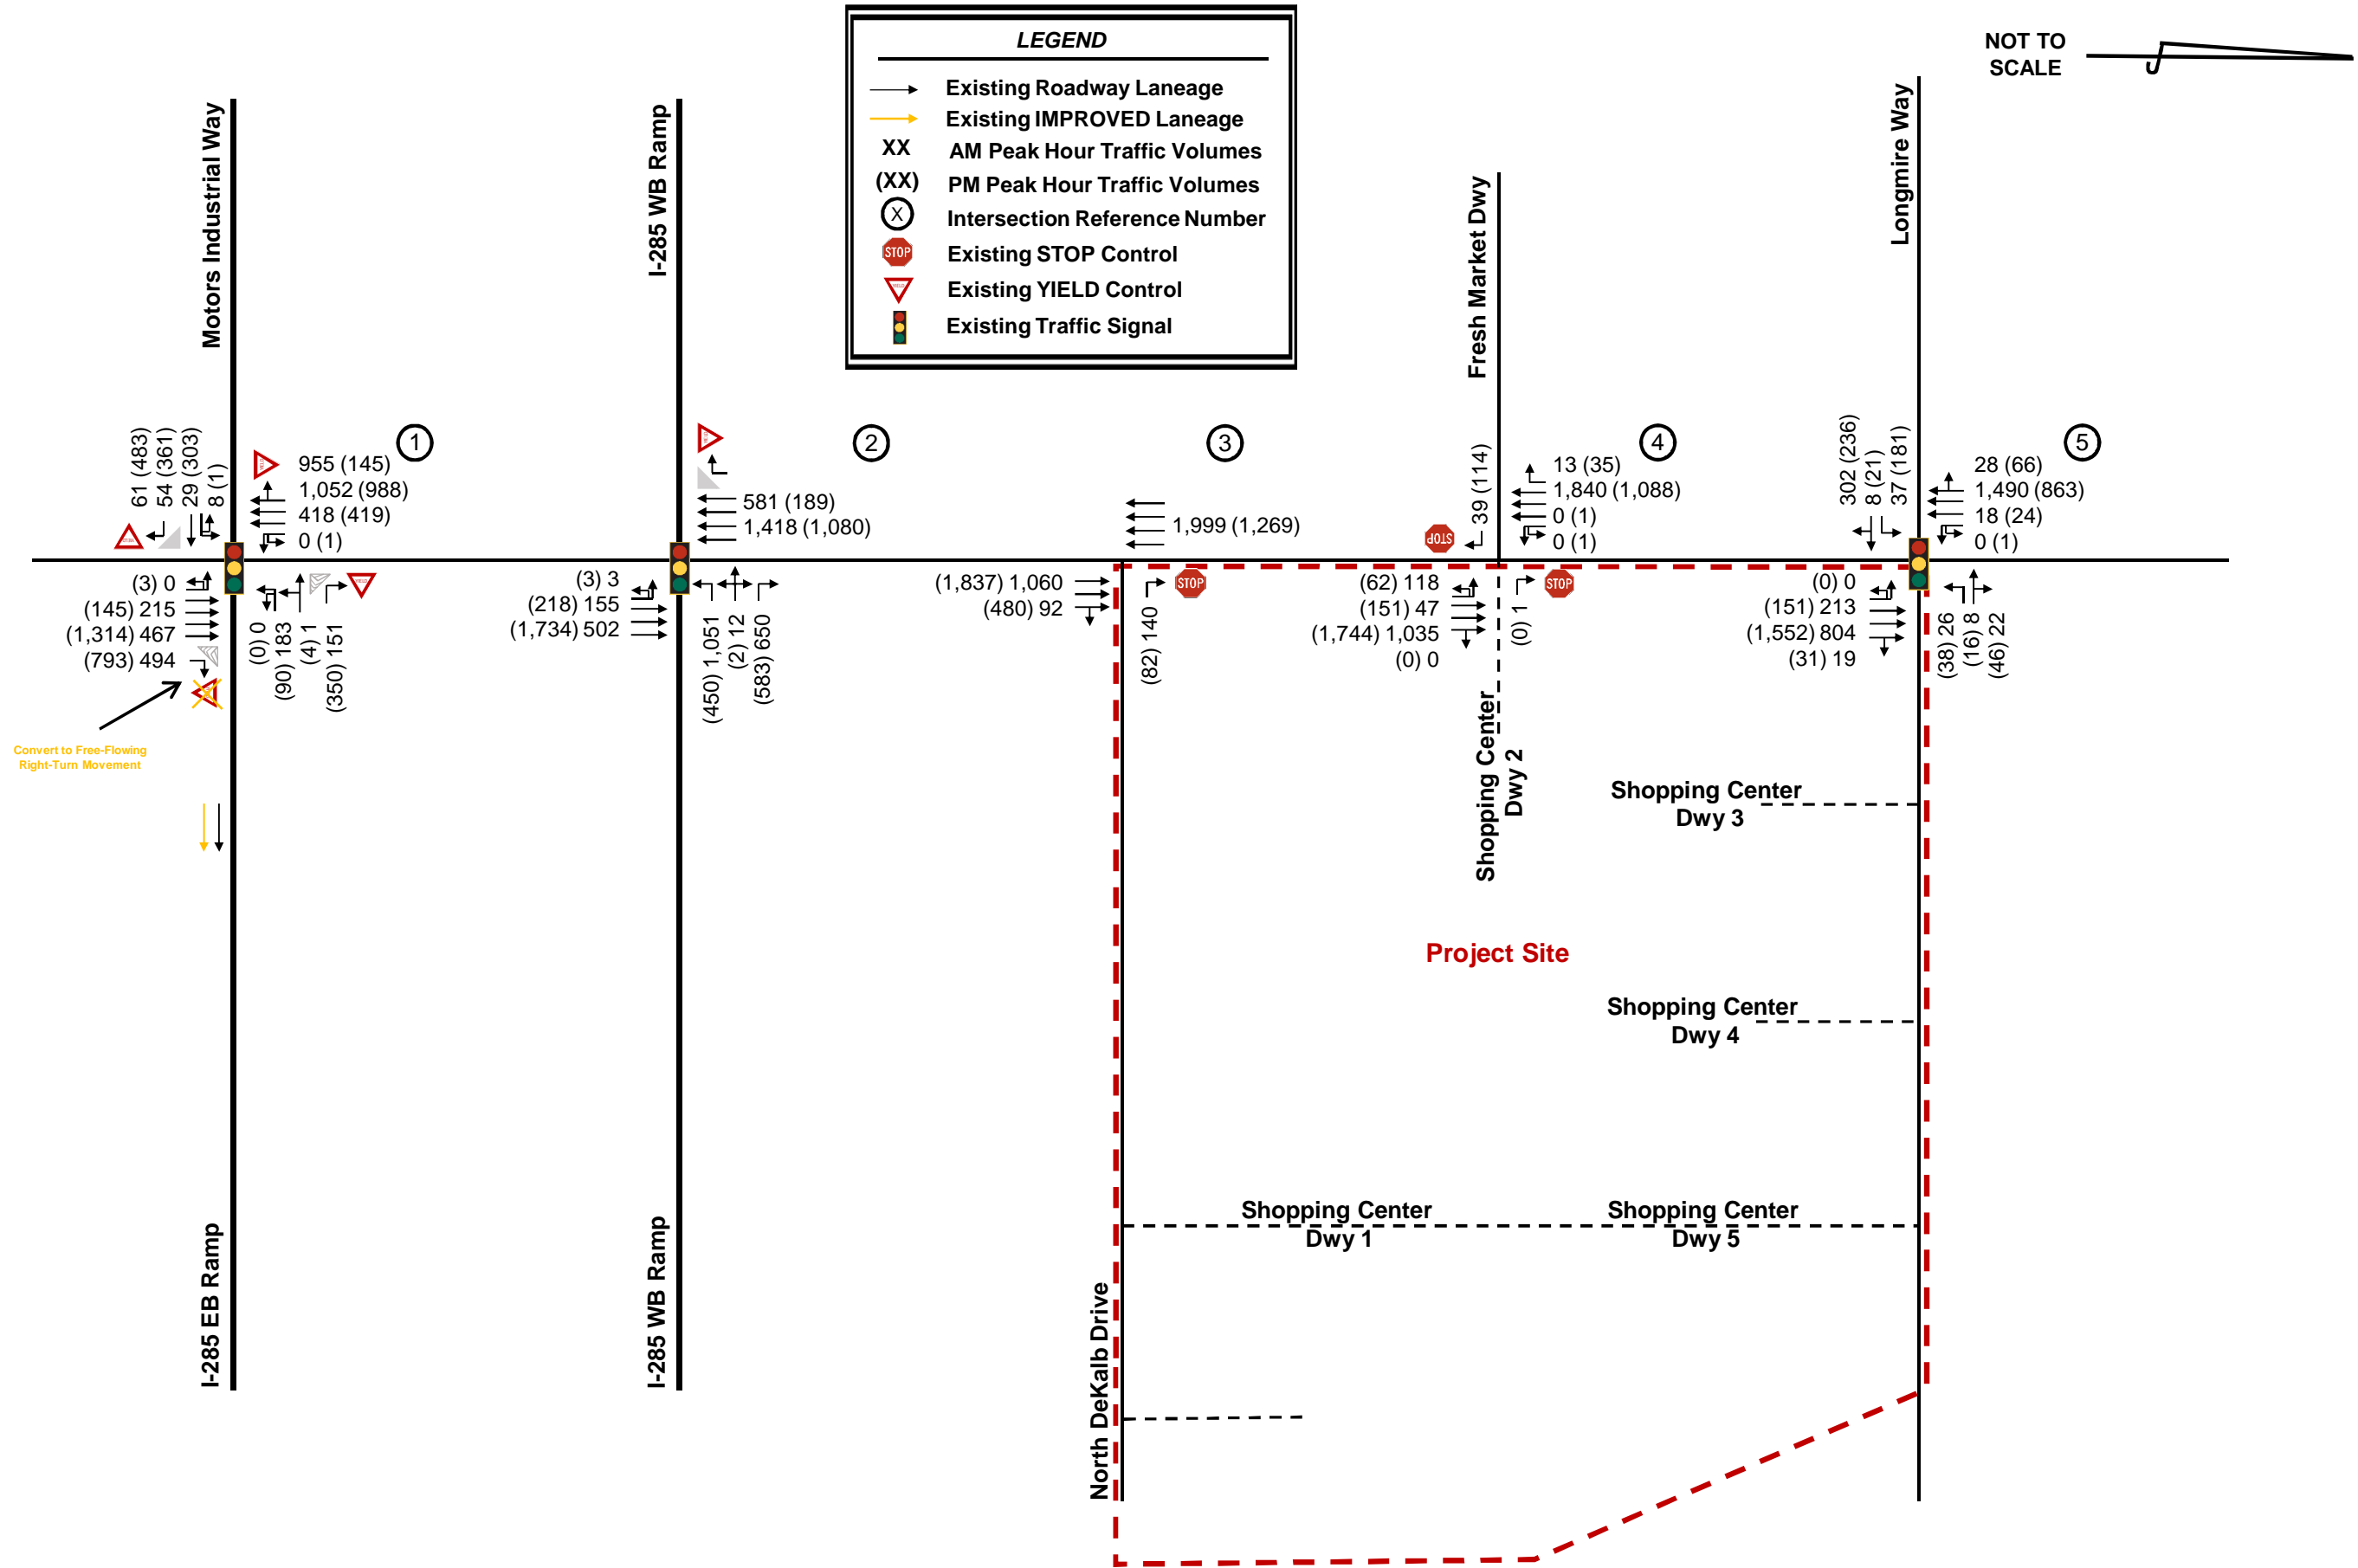 LEGEND
Existing Roadway Laneage
Existing IMPROVED Laneage
XX AM Peak Hour Traffic Volumes
(XX) PM Peak Hour Traffic Volumes
X Intersection Reference Number
STOP Existing STOP Control
YIELD Existing YIELD Control
Existing Traffic Signal
NOT TO
SCALE
Motors Industrial Way
I-285 WB Ramp
Fresh Market Dwy
Longmire Way
1
2
3
4
5
61 (483)
54 (361)
29 (303)
8 (1)
955 (145)
1,052 (988)
418 (419)
0 (1)
(3) 0
(145) 215
(1,314) 467
(793) 494
(0) 0
(90) 183
(4) 1
(350) 151
Convert to Free-Flowing
Right-Turn Movement
581 (189)
1,418 (1,080)
(3) 3
(218) 155
(1,734) 502
(450) 1,051
(2) 12
(583) 650
1,999 (1,269)
(1,837) 1,060
(480) 92
(82) 140
STOP
39 (114)
STOP
13 (35)
1,840 (1,088)
0 (1)
0 (1)
(62) 118
(151) 47
(1,744) 1,035
(0) 0
(0) 1
STOP
302 (236)
8 (21)
37 (181)
28 (66)
1,490 (863)
18 (24)
0 (1)
(0) 0
(151) 213
(1,552) 804
(31) 19
(38) 26
(16) 8
(46) 22
Shopping Center
Dwy 2
Shopping Center
Dwy 3
Project Site
Shopping Center
Dwy 4
Shopping Center
Dwy 1
Shopping Center
Dwy 5
I-285 EB Ramp
I-285 WB Ramp
North DeKalb Drive